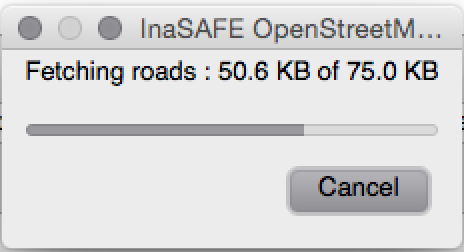 InaSAFE OpenStreetM...
Fetching roads : 50.6 KB of 75.0 KB
Cancel